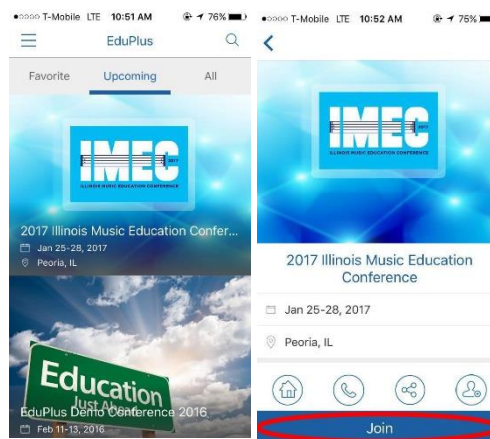 T-Mobile LTE 10:51 AM 76%
EduPlus
Favorite Upcoming All
IMEC
2017
ILLINOIS MUSIC EDUCATION CONFERENCE
2017 Illinois Music Education Confer...
Jan 25-28, 2017
Peoria, IL
Education
Just Ahead
EduPlus Demo Conference 2016
Feb 11-13, 2016
T-Mobile LTE 10:52 AM 75%
IMEC
2017
ILLINOIS MUSIC EDUCATION CONFERENCE
2017 Illinois Music Education
Conference
Jan 25-28, 2017
Peoria, IL
Join